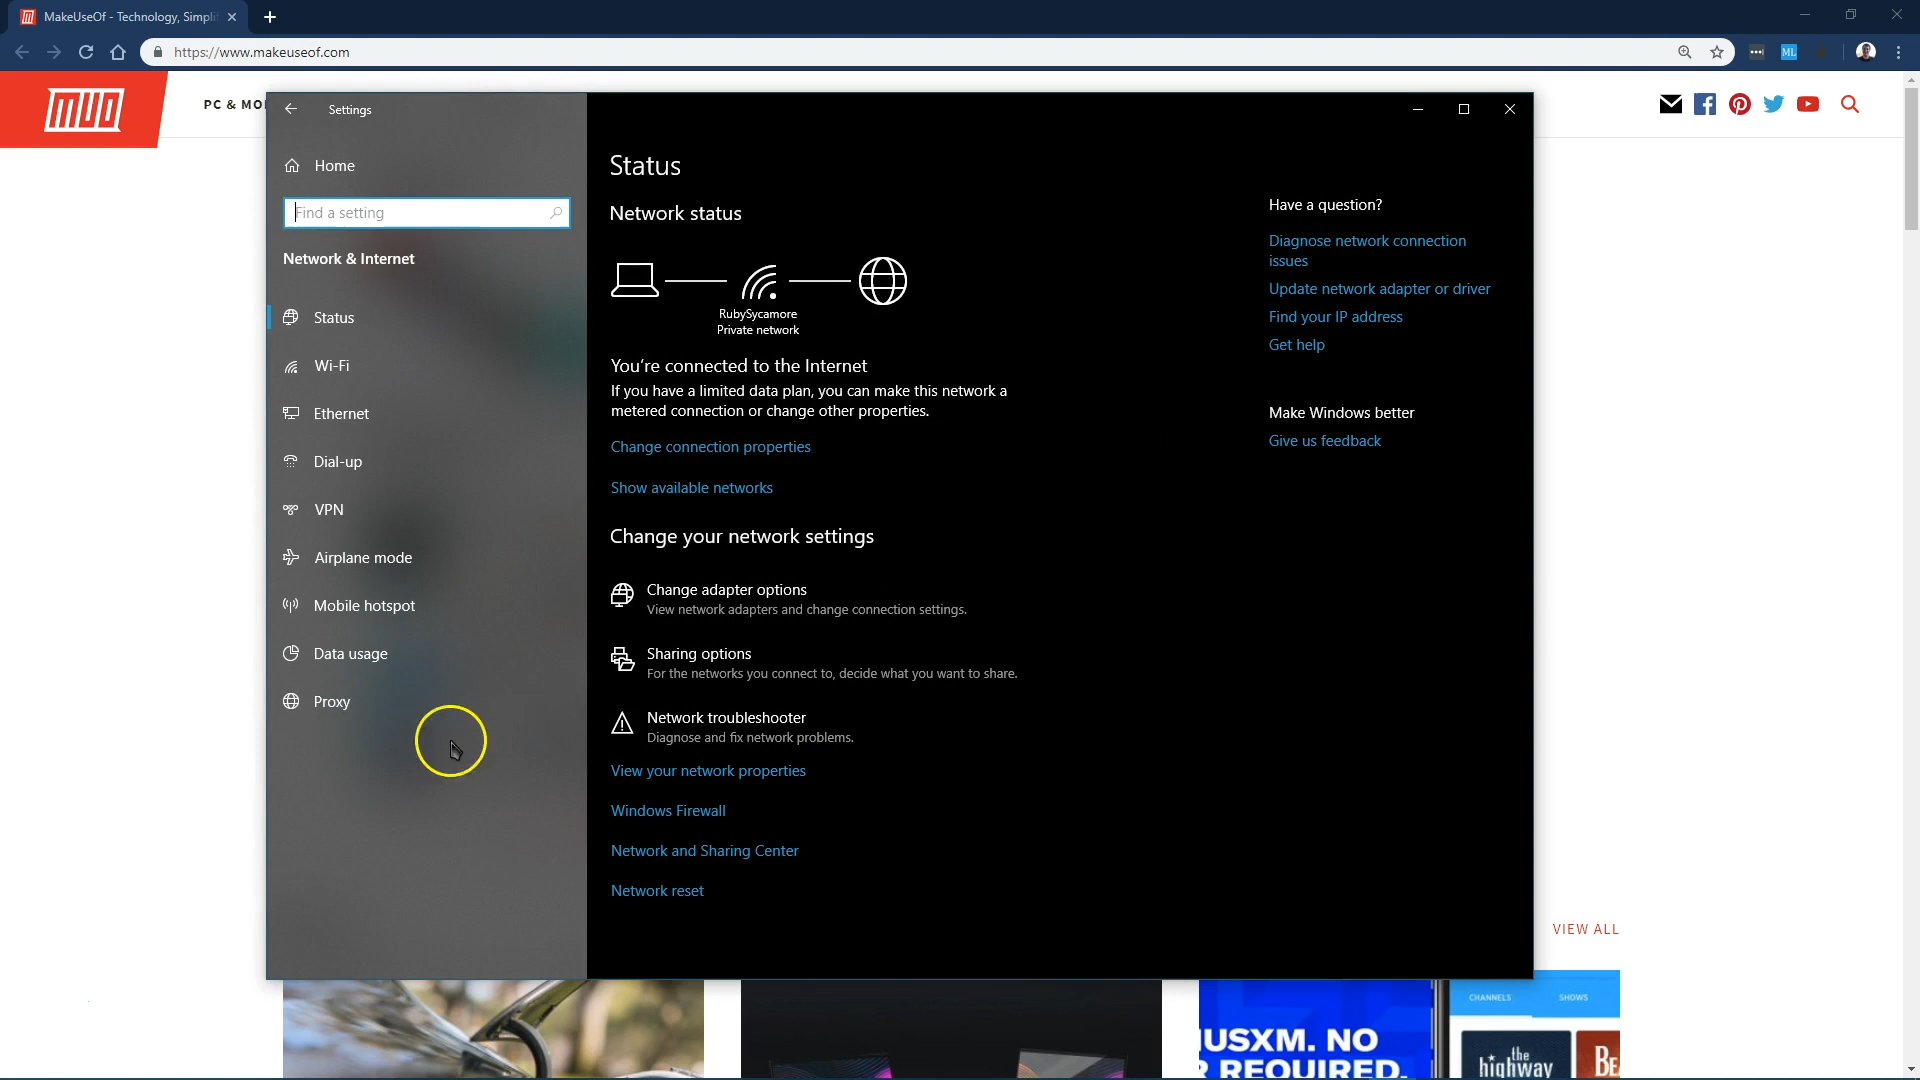 MakeUseOf - Technology, Simpli
https://www.makeuseof.com
ML
MUO
PC & MO
Settings
Home
Find a setting
Network & Internet
Status
Wi-Fi
Ethernet
Dial-up
VPN
Airplane mode
Mobile hotspot
Data usage
Proxy
Status
Network status
RubySycamore
Private network
You're connected to the Internet
If you have a limited data plan, you can make this network a
metered connection or change other properties.
Change connection properties
Show available networks
Change your network settings
Change adapter options
View network adapters and change connection settings.
Sharing options
For the networks you connect to, decide what you want to share.
Network troubleshooter
Diagnose and fix network problems.
View your network properties
Windows Firewall
Network and Sharing Center
Network reset
Have a question?
Diagnose network connection
issues
Update network adapter or driver
Find your IP address
Get help
Make Windows better
Give us feedback
VIEW ALL
IUSXM. NO
R REQUIRED.
CHANNELS
SHOWS
the
highway
BE